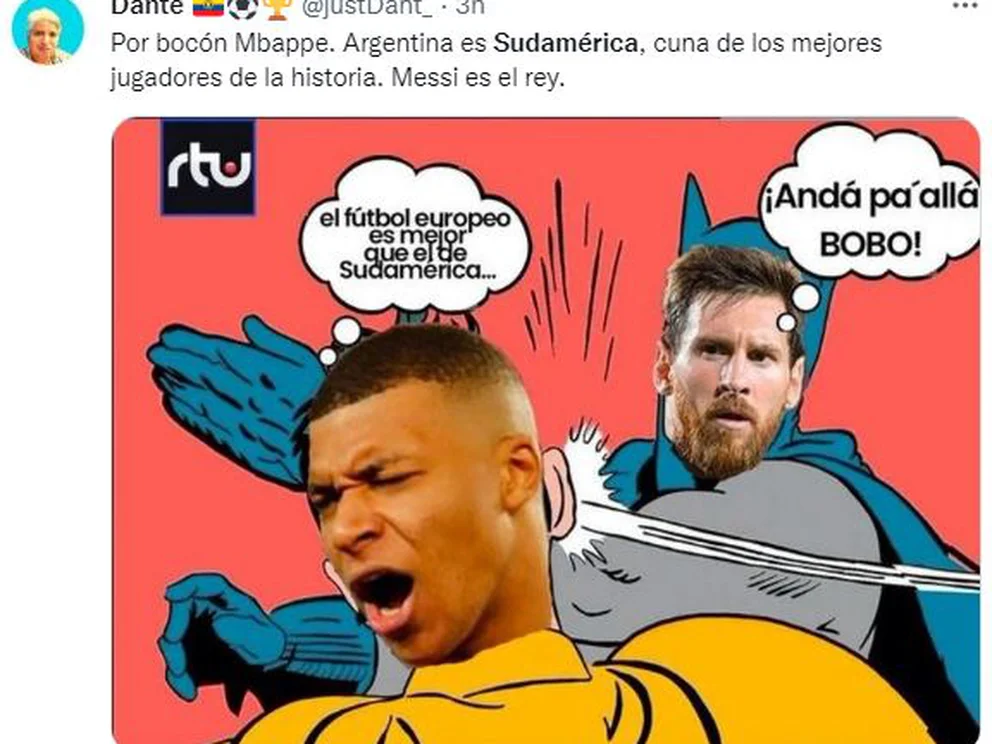 Dante @justDant_ · 3h
Por bocón Mbappe. Argentina es Sudamérica, cuna de los mejores
jugadores de la historia. Messi es el rey.
rtu
el fútbol europeo
es mejor
que el de
Sudamérica...
¡Andá pa´allá
BOBO!